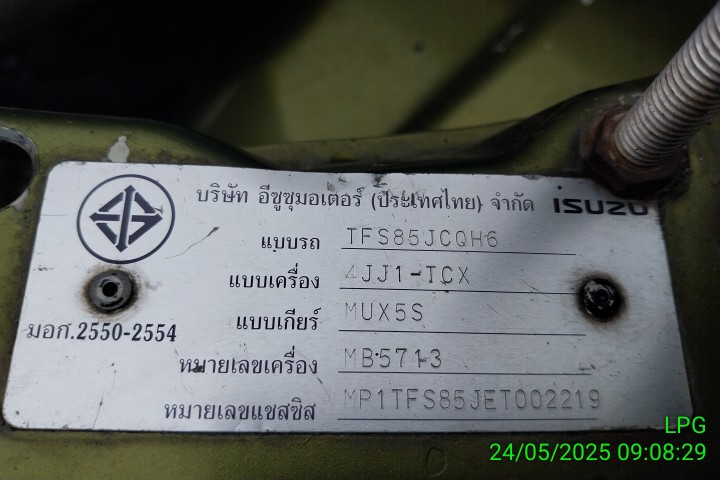 บริษัท อีซูซุมอเตอร์ (ประเทศไทย) จำกัด ISUZU
แบบรถ TFS85JCQH6
แบบเครื่อง 4JJ1-TCX
แบบเกียร์ MUX5S
มอก.2550-2554
หมายเลขเครื่อง MB5713
หมายเลขแชสซิส MP1TFS85JET002219
LPG
24/05/2025 09:08:29